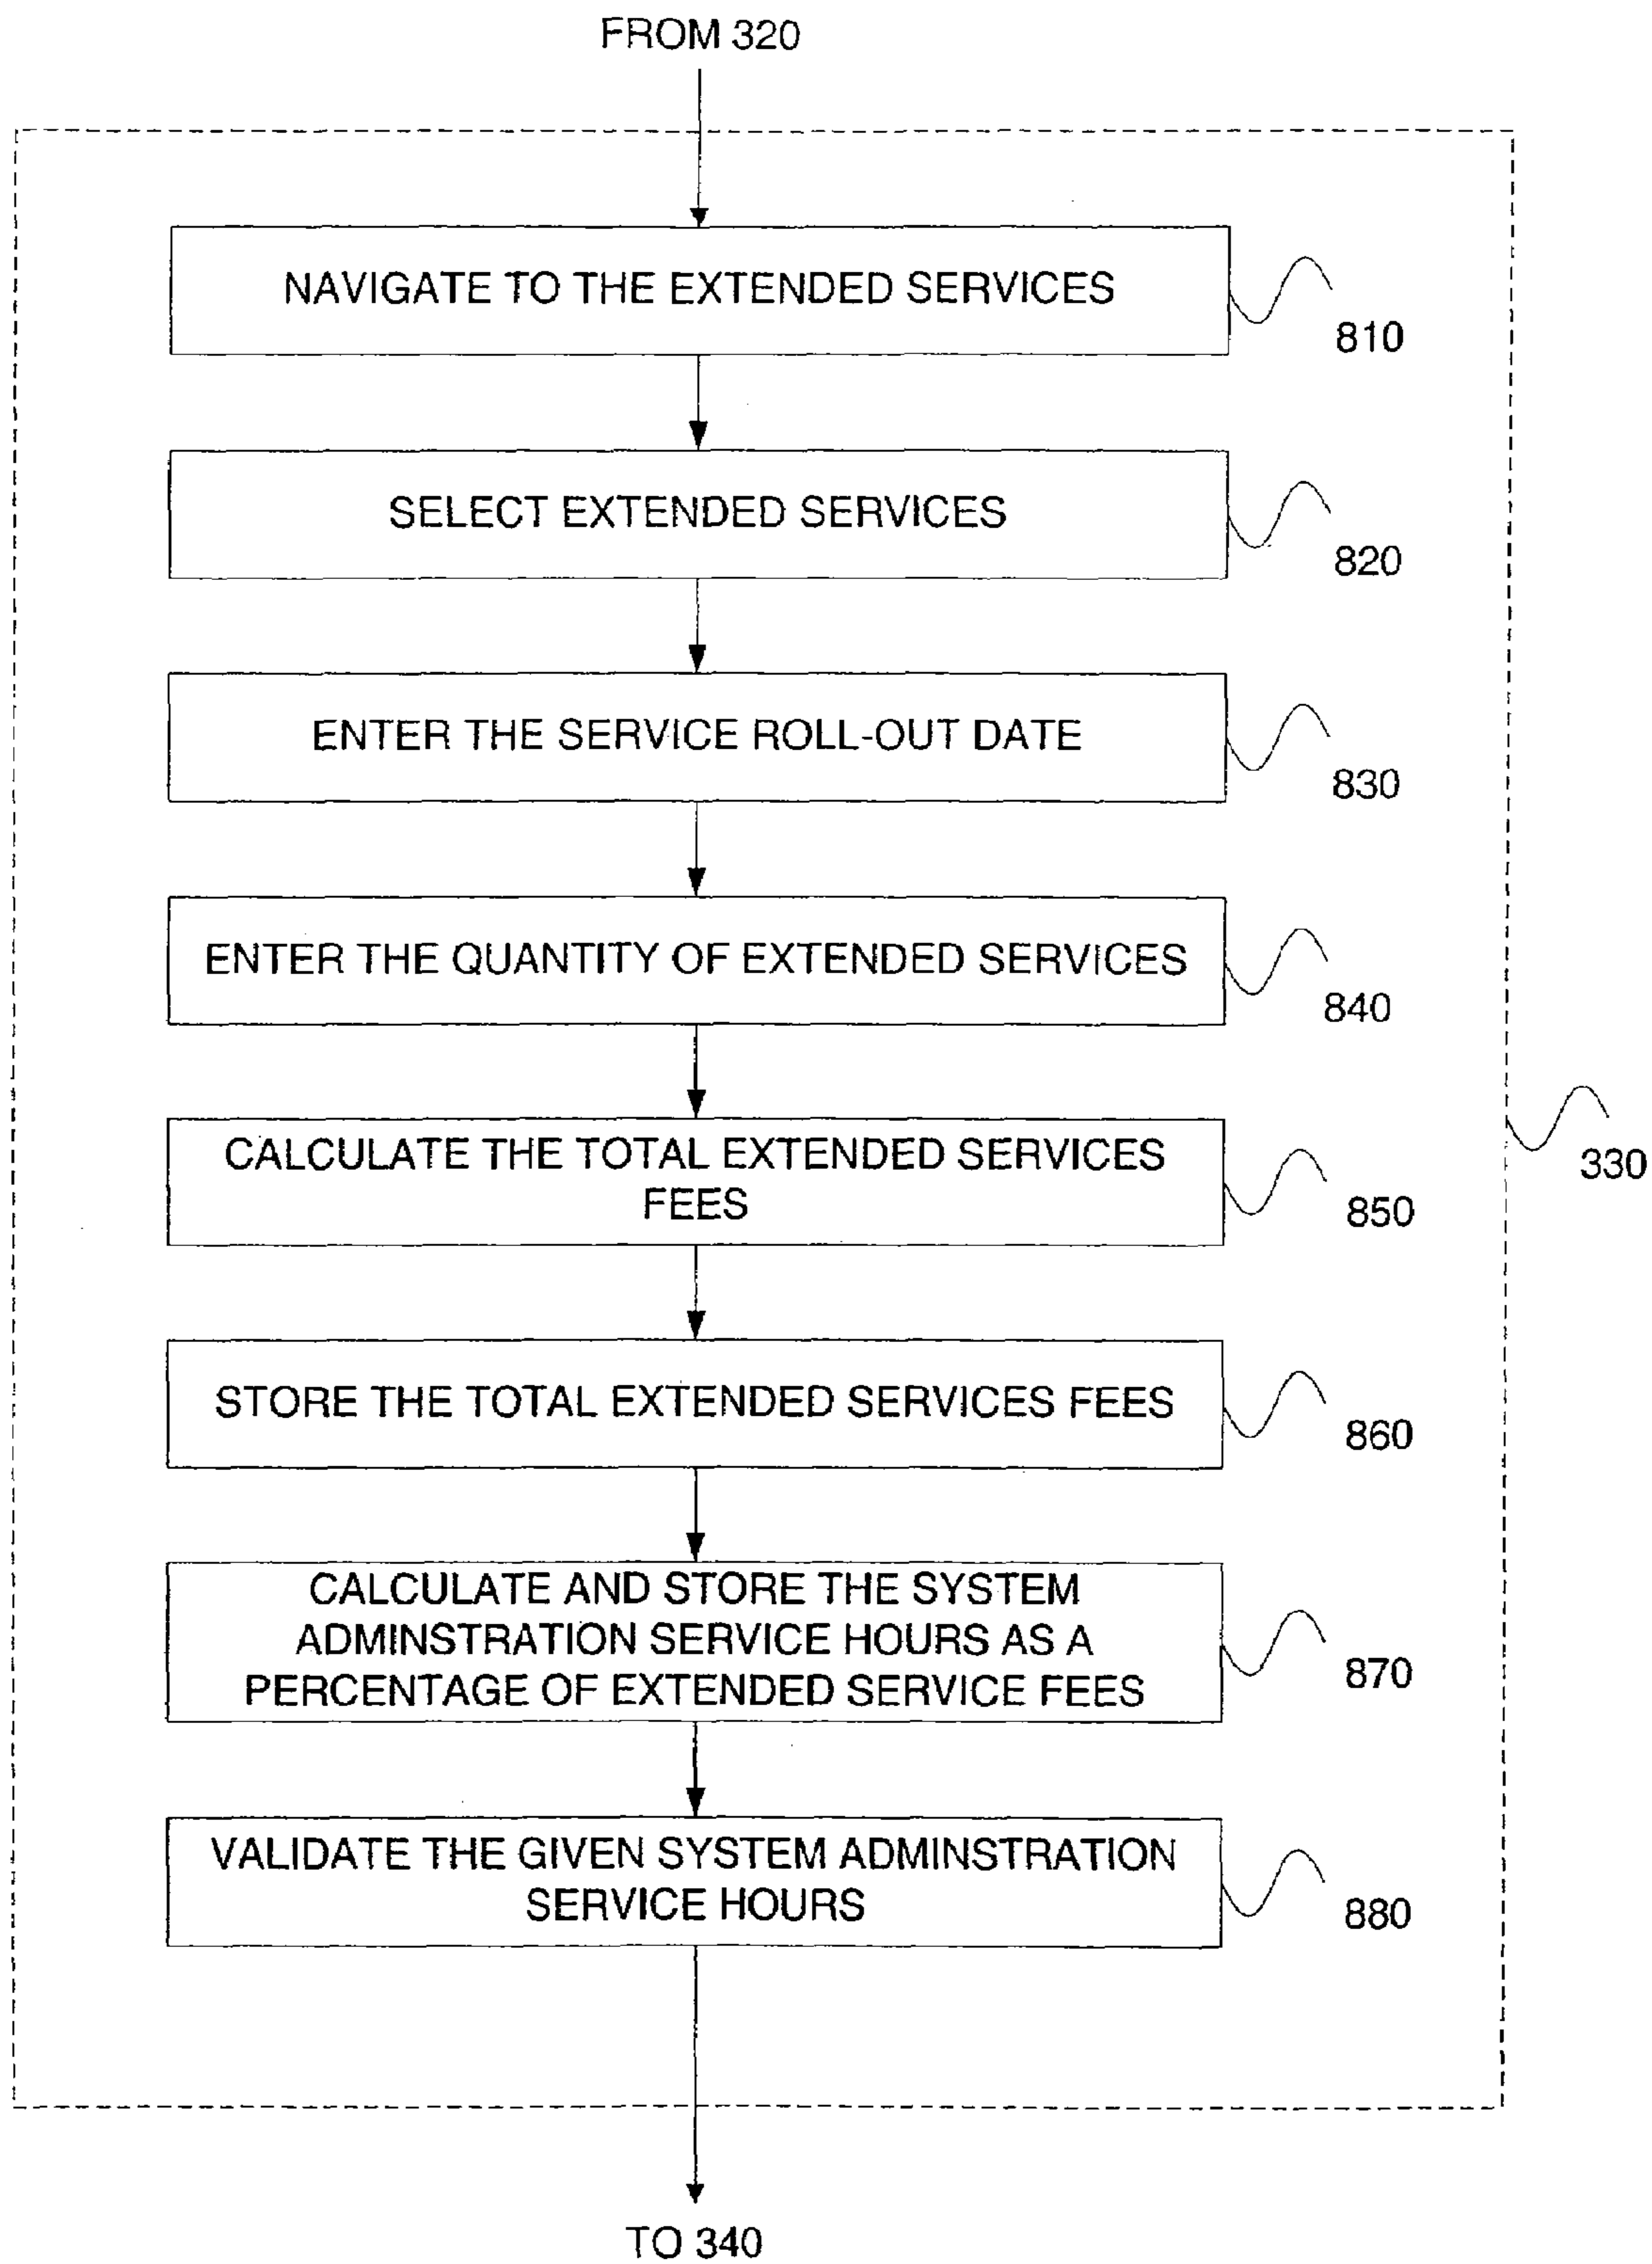 FROM 320
NAVIGATE TO THE EXTENDED SERVICES
810
SELECT EXTENDED SERVICES
820
ENTER THE SERVICE ROLL-OUT DATE
830
ENTER THE QUANTITY OF EXTENDED SERVICES
840
CALCULATE THE TOTAL EXTENDED SERVICES
FEES
850
330
STORE THE TOTAL EXTENDED SERVICES FEES
860
CALCULATE AND STORE THE SYSTEM
ADMINSTRATION SERVICE HOURS AS A
PERCENTAGE OF EXTENDED SERVICE FEES
870
VALIDATE THE GIVEN SYSTEM ADMINSTRATION
SERVICE HOURS
880
TO 340